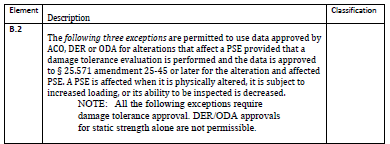 Element
Description
Classification
B.2
The following three exceptions are permitted to use data approved by
ACO, DER or ODA for alterations that affect a PSE provided that a
damage tolerance evaluation is performed and the data is approved
to § 25.571 amendment 25-45 or later for the alteration and affected
PSE. A PSE is affected when it is physically altered, it is subject to
increased loading, or its ability to be inspected is decreased.
NOTE: All the following exceptions require
damage tolerance approval. DER/ODA approvals
for static strength alone are not permissible.